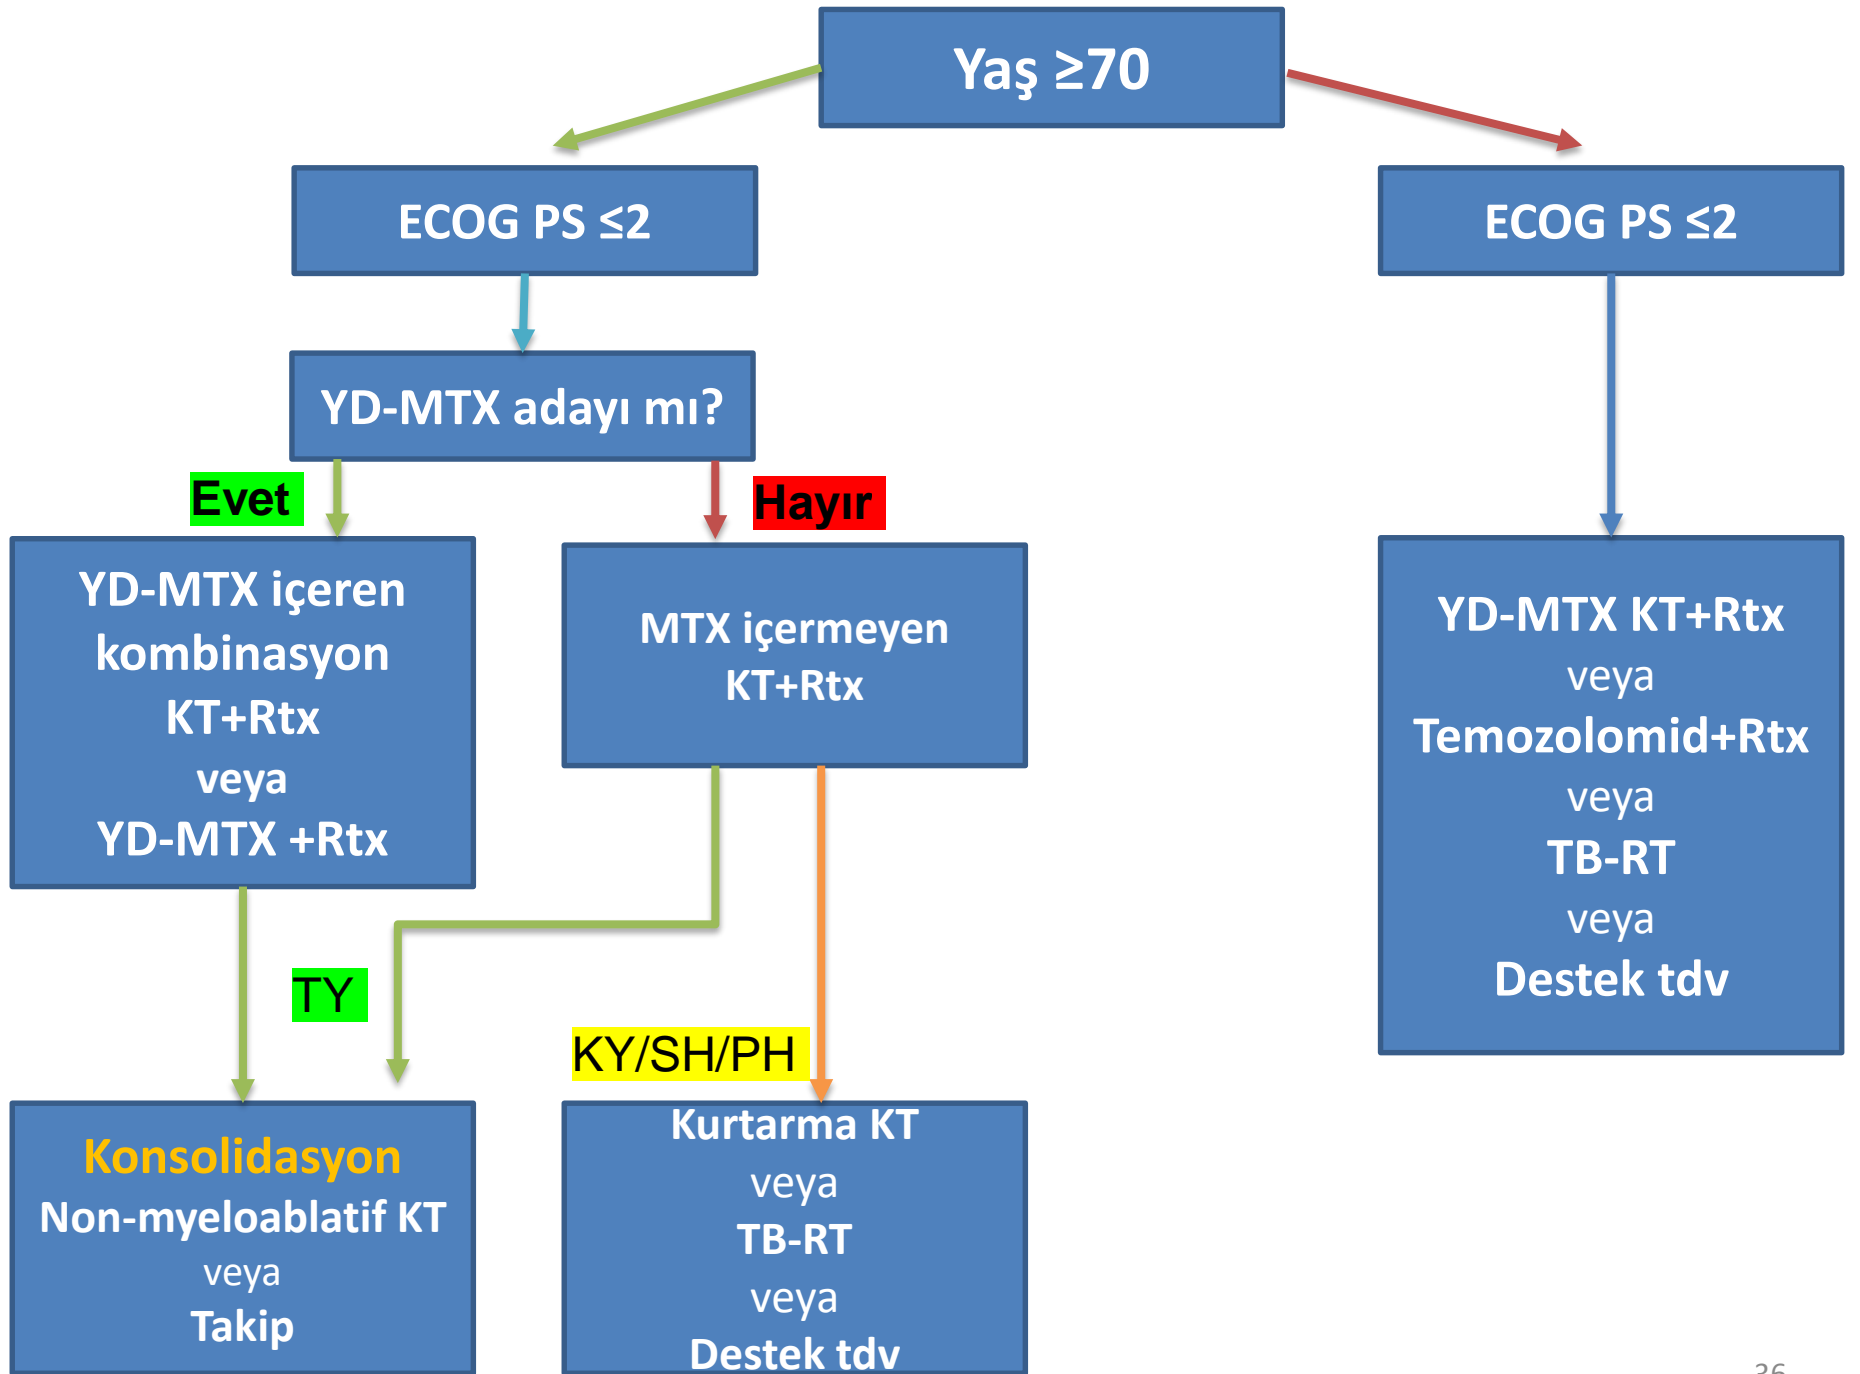 Yaş ≥70
ECOG PS ≤2
ECOG PS ≤2
YD-MTX adayı mı?
Evet
Hayır
YD-MTX içeren
kombinasyon
KT+Rtx
veya
YD-MTX +Rtx
MTX içermeyen
KT+Rtx
YD-MTX KT+Rtx
veya
Temozolomid+Rtx
veya
TB-RT
veya
Destek tdv
TY
KY/SH/PH
Konsolidasyon
Non-myeloablatif KT
veya
Takip
Kurtarma KT
veya
TB-RT
veya
Destek tdv
36